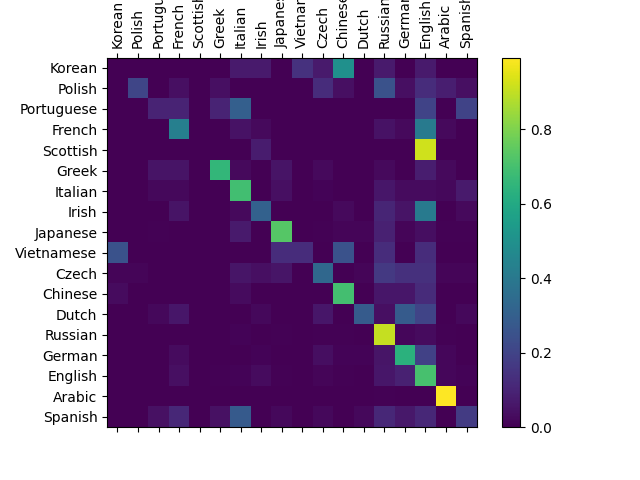 Korean
Polish
Portugu
French
Scottis
Greek
Italian
Irish
Japanes
Vietnar
Czech
Chinese
Dutch
Russian
German
English
Arabic
Spanish
Korean
Polish
Portuguese
French
Scottish
Greek
Italian
Irish
Japanese
Vietnamese
Czech
Chinese
Dutch
Russian
German
English
Arabic
Spanish
0.8
0.6
0.4
0.2
0.0